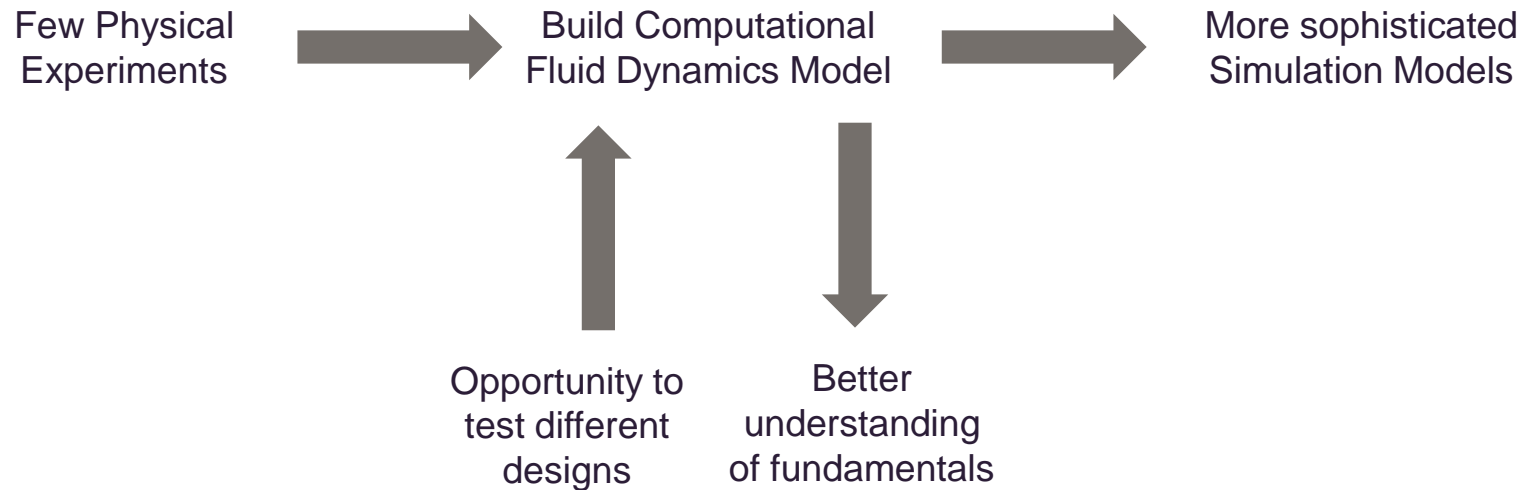 Few Physical
Experiments
Build Computational
Fluid Dynamics Model
More sophisticated
Simulation Models
Opportunity to
test different
designs
Better
understanding
of fundamentals